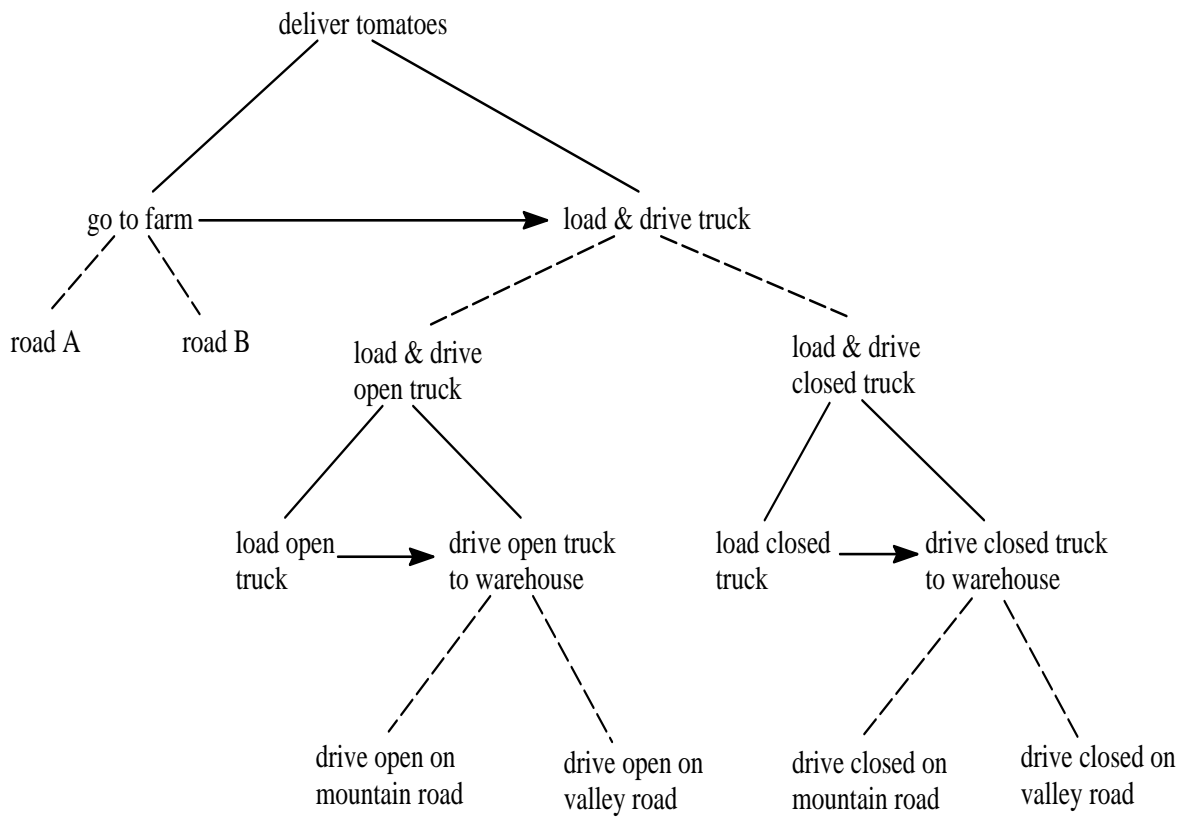 deliver tomatoes
go to farm
load & drive truck
road A
road B
load & drive
open truck
load & drive
closed truck
load open
truck
drive open truck
to warehouse
load closed
truck
drive closed truck
to warehouse
drive open on
mountain road
drive open on
valley road
drive closed on
mountain road
drive closed on
valley road